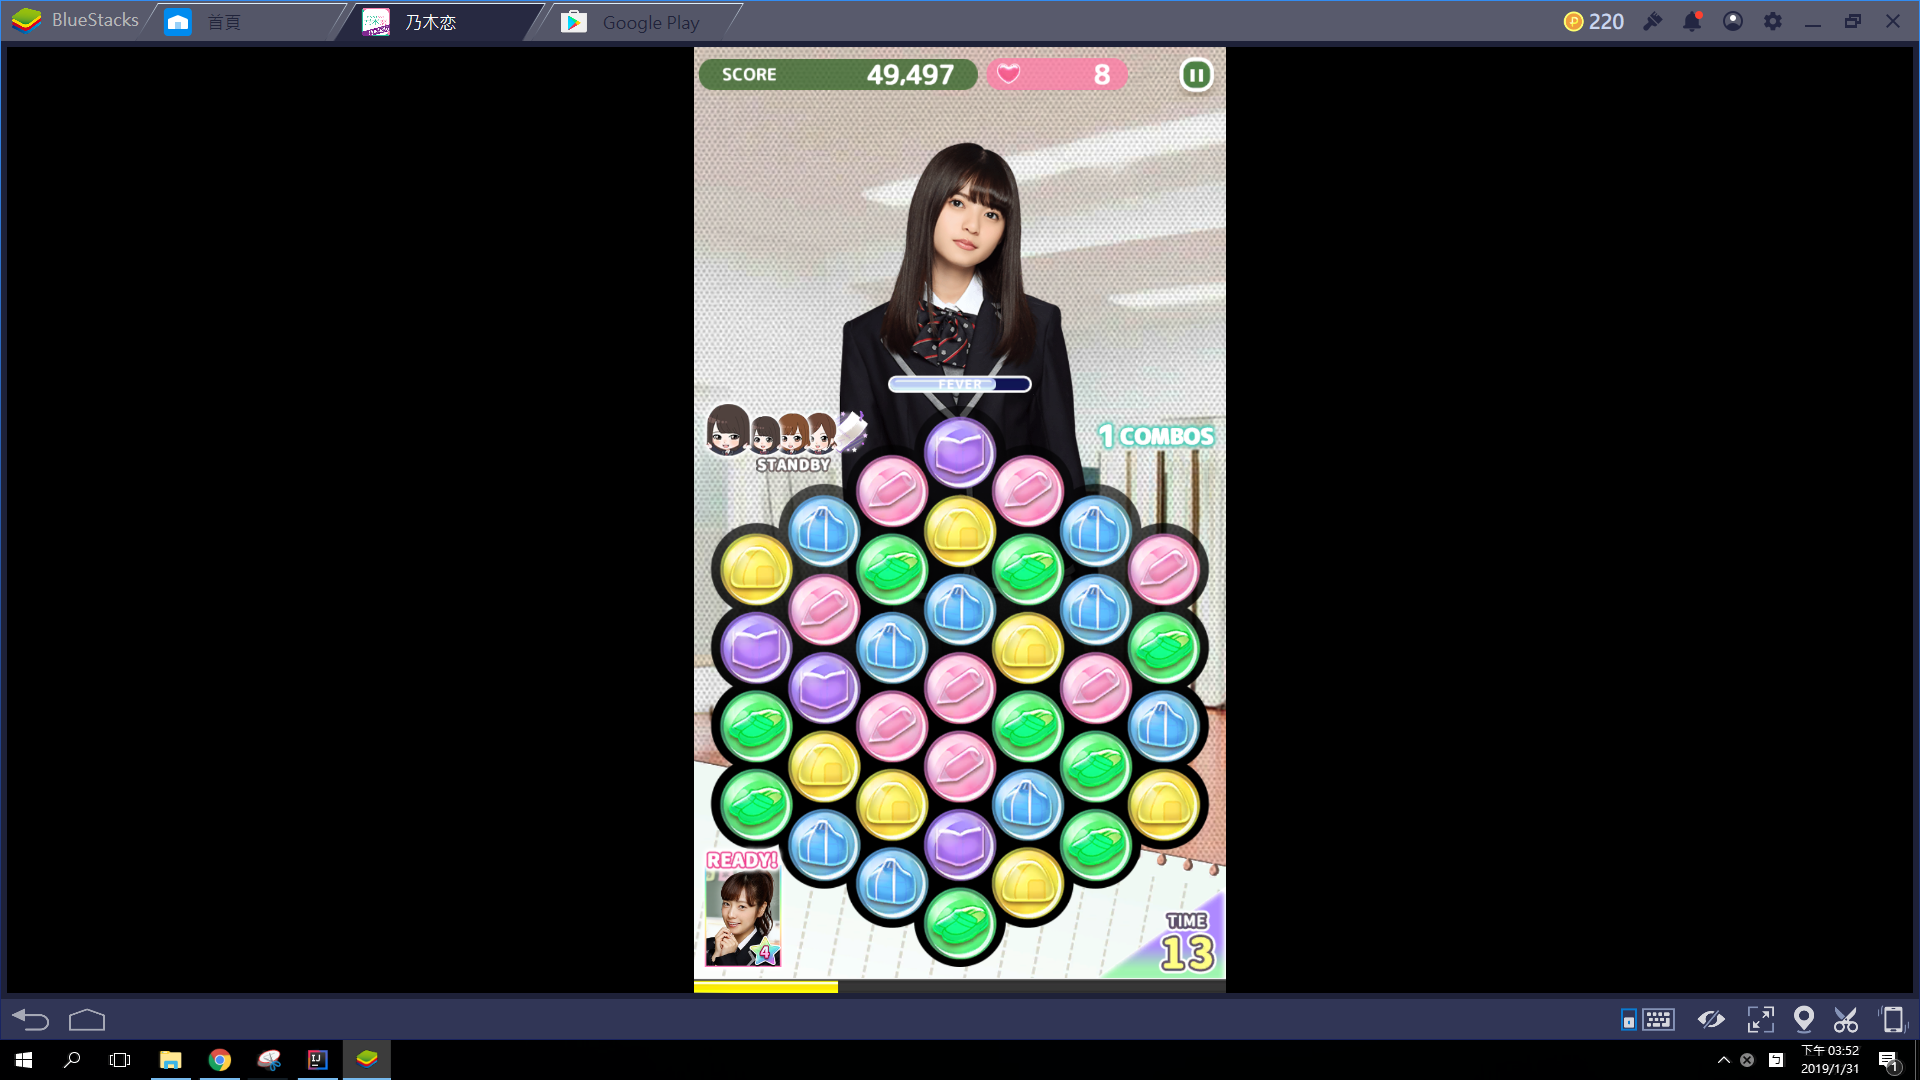 BlueStacks
首頁
乃木恋
Google Play
220
SCORE 49,497
8
FEVER
STANDBY
1 COMBOS
READY!
4
TIME
13
下午 03:52
2019/1/31
1